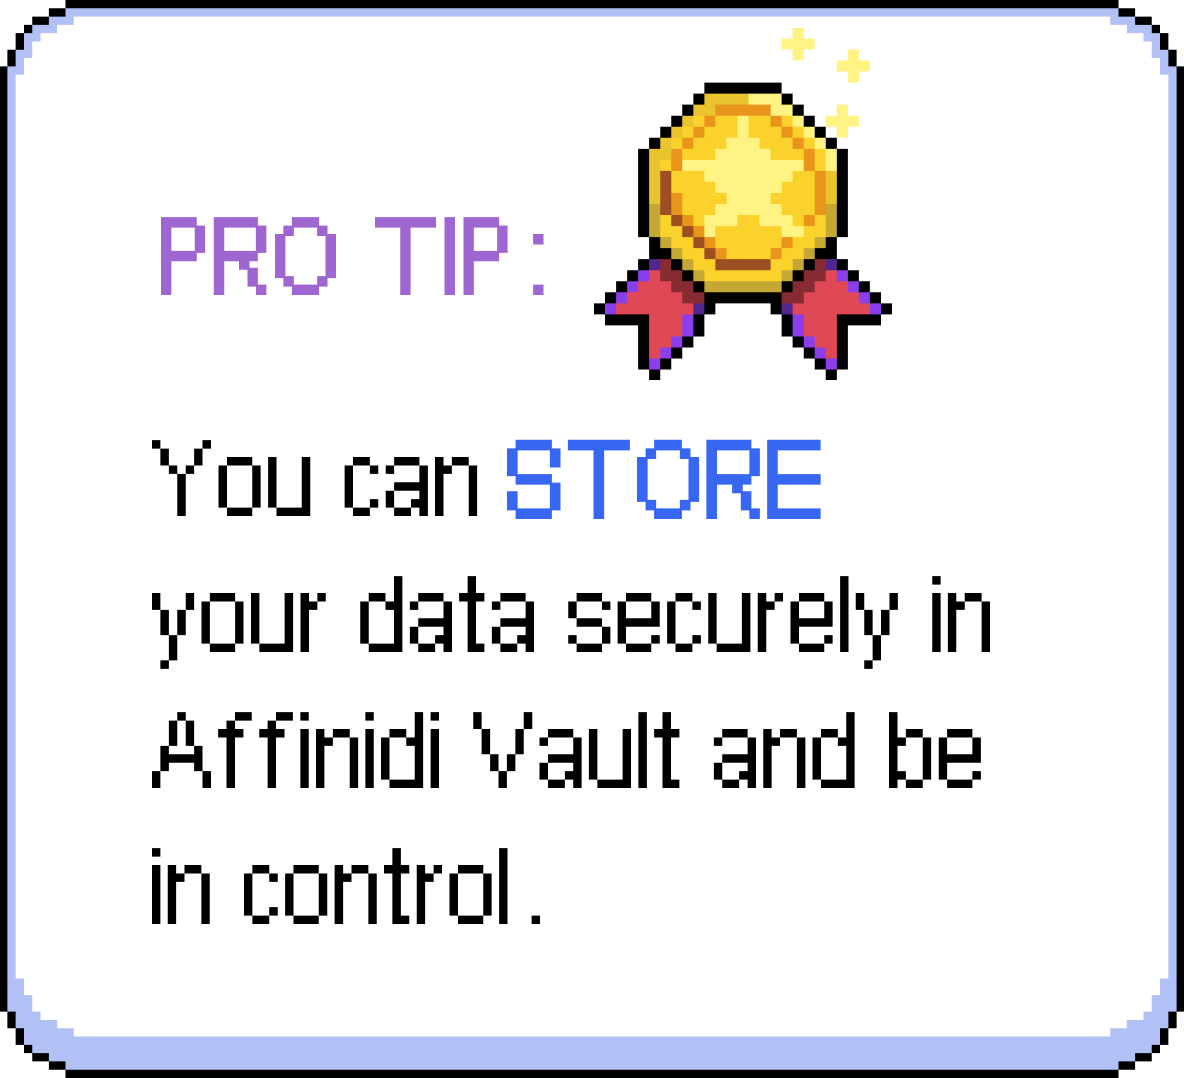 PRO TIP:
You can STORE
your data securely in
Affinidi Vault and be
in control.